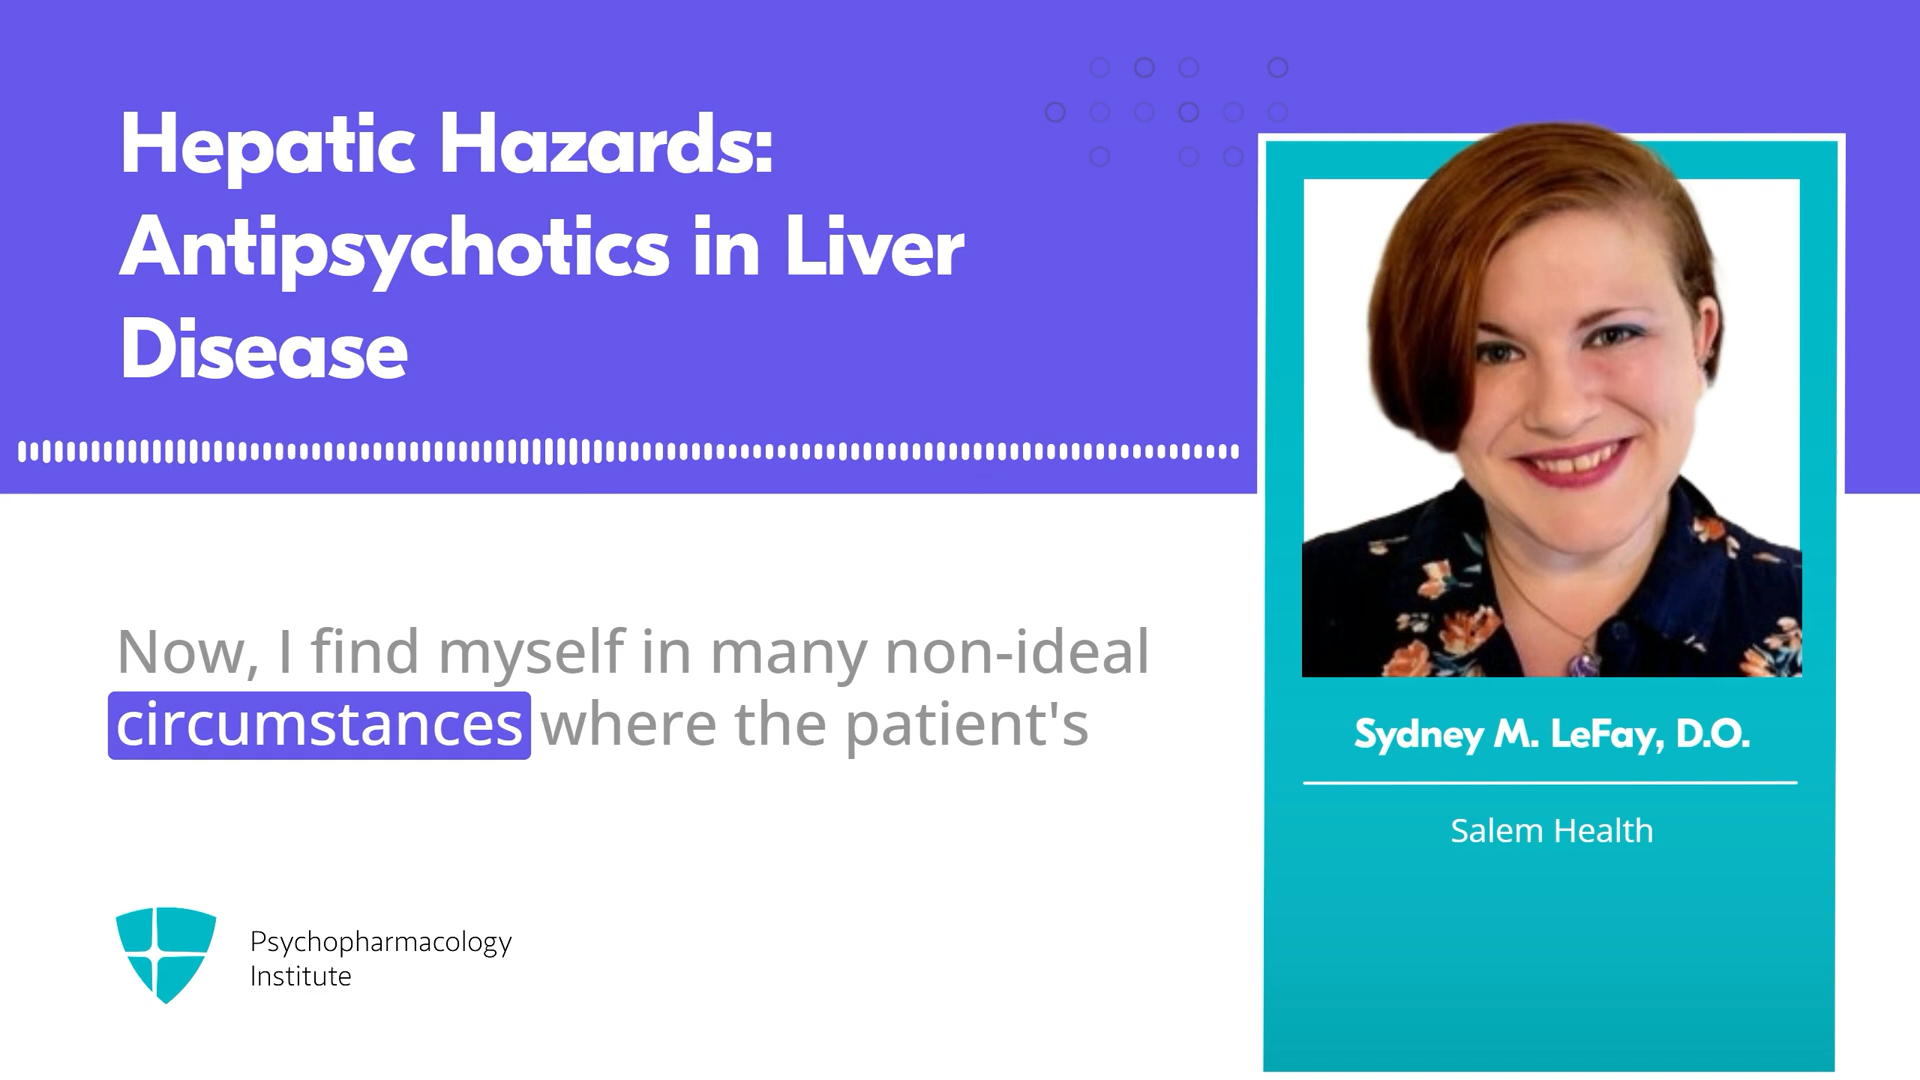 Hepatic Hazards:
Antipsychotics in Liver
Disease
Now, I find myself in many non-ideal
circumstances where the patient's
Sydney M. LeFay, D.O.
Salem Health
Psychopharmacology
Institute